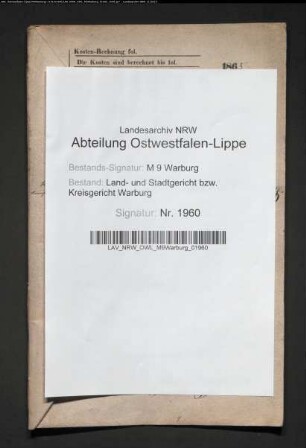 Kosten-Rechnung fol.
Die Kosten sind berechnet bis fol.
186
Landesarchiv NRW
Abteilung Ostwestfalen-Lippe
Bestands-Signatur: M 9 Warburg
Bestand: Land- und Stadtgericht bzw.
Kreisgericht Warburg
Signatur: Nr. 1960
LAV_NRW_OWL_M9Warburg_01960